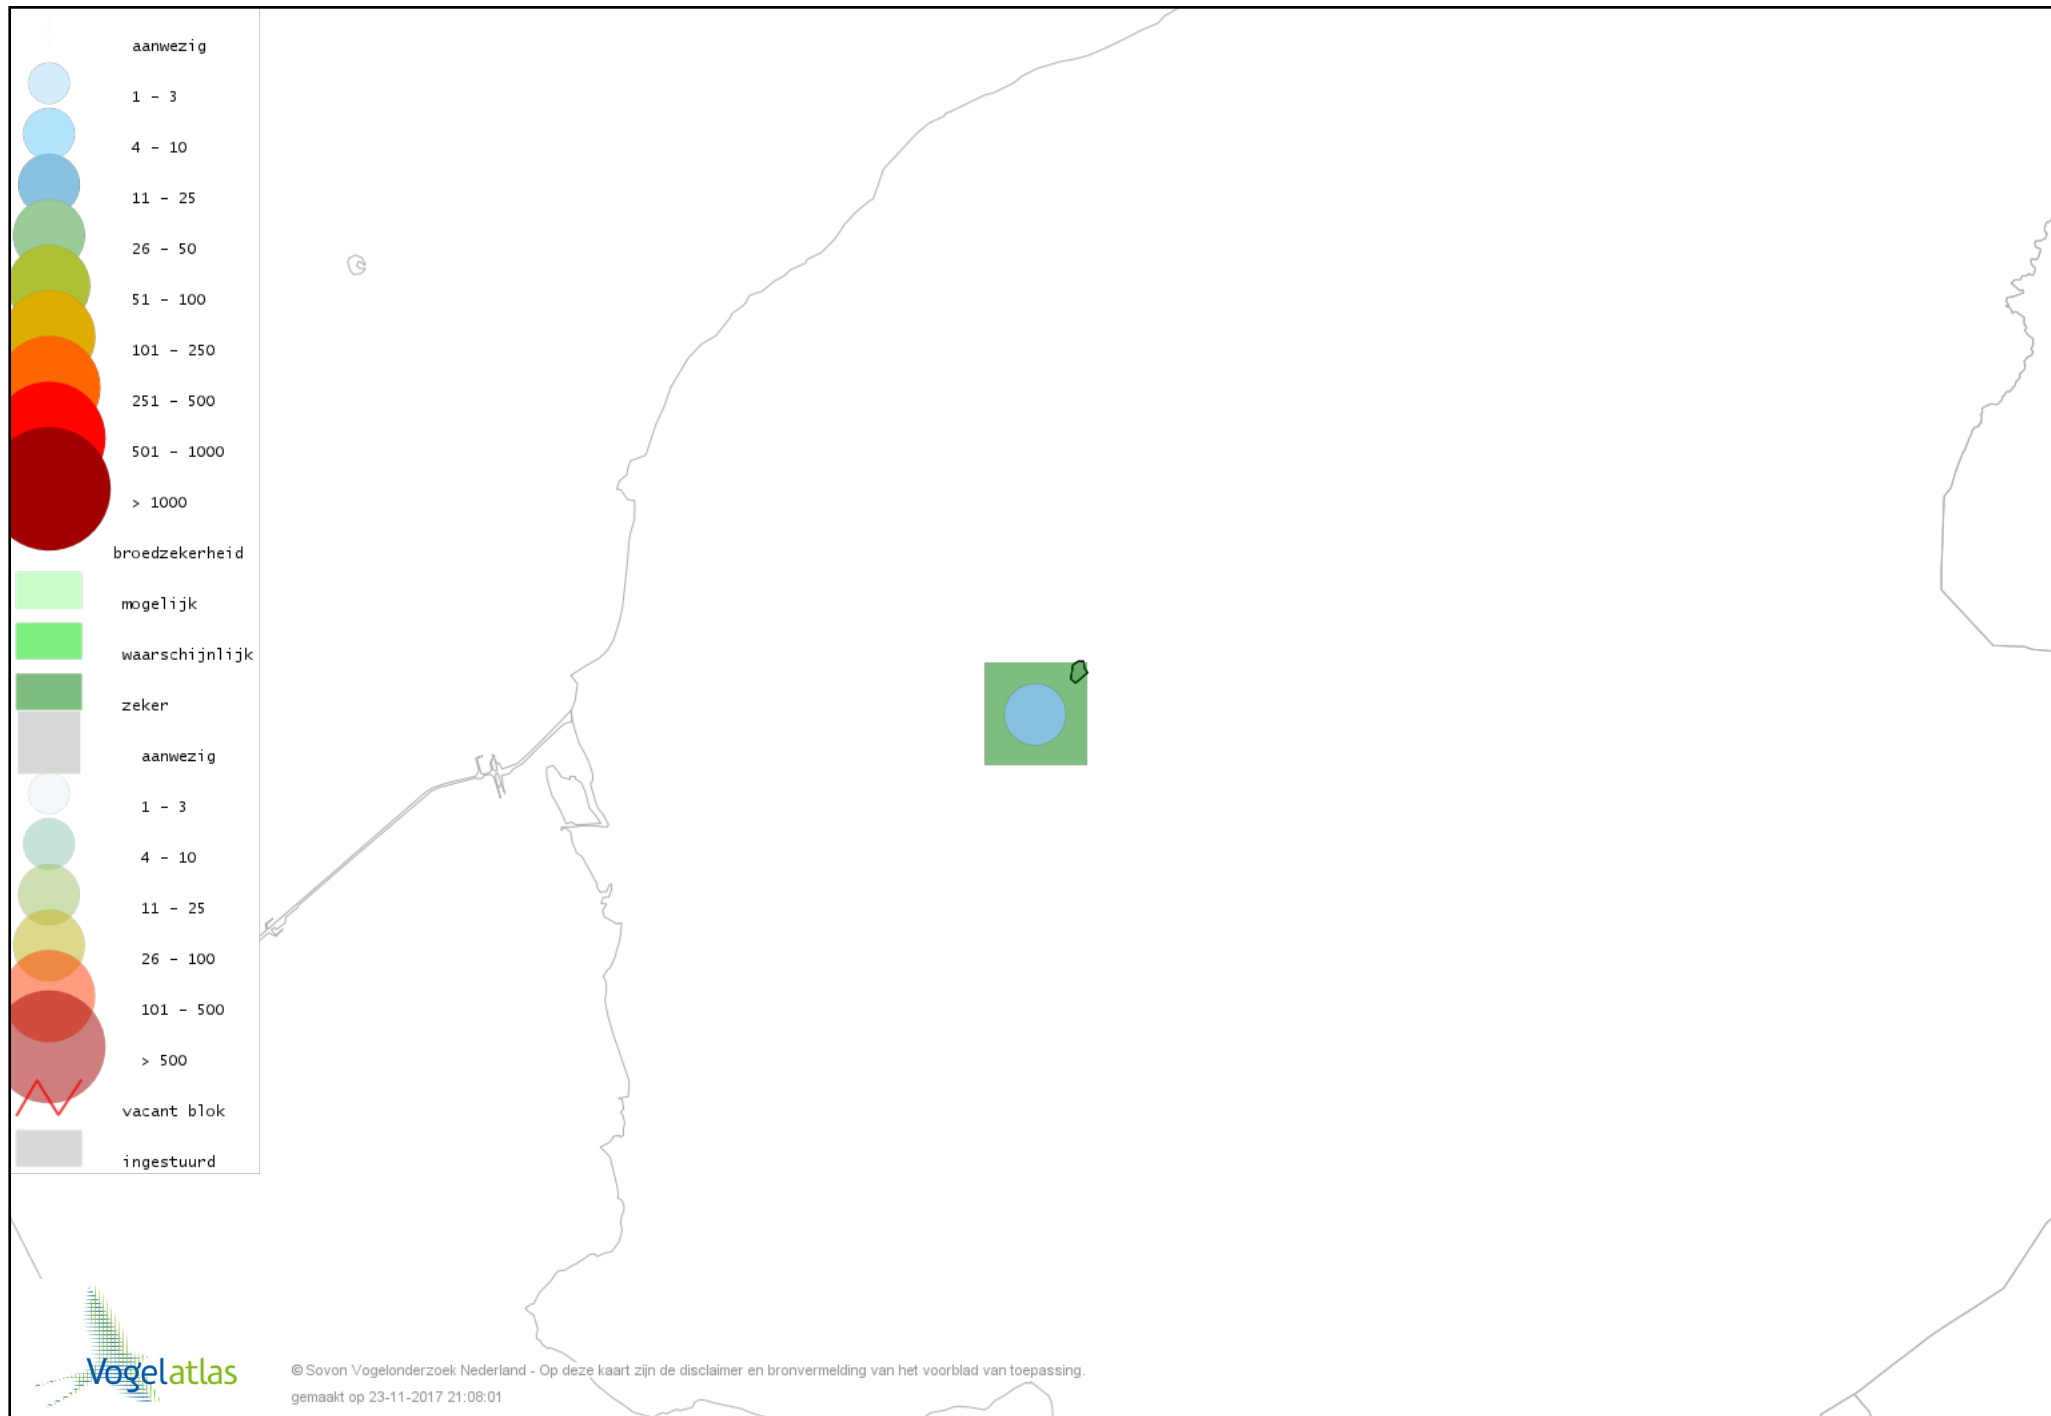 aanwezig
1 - 3
4 - 10
11 - 25
26 - 50
51 - 100
101 - 250
251 - 500
501 - 1000
> 1000
broedzekerheid
mogelijk
waarschijnlijk
zeker
aanwezig
1 - 3
4 - 10
11 - 25
26 - 100
101 - 500
> 500
vacant blok
ingestuurd
Vogelatlas
© Sovon Vogelonderzoek Nederland - Op deze kaart zijn de disclaimer en bronvermelding van het voorblad van toepassing.
gemaakt op 23-11-2017 21:08:01